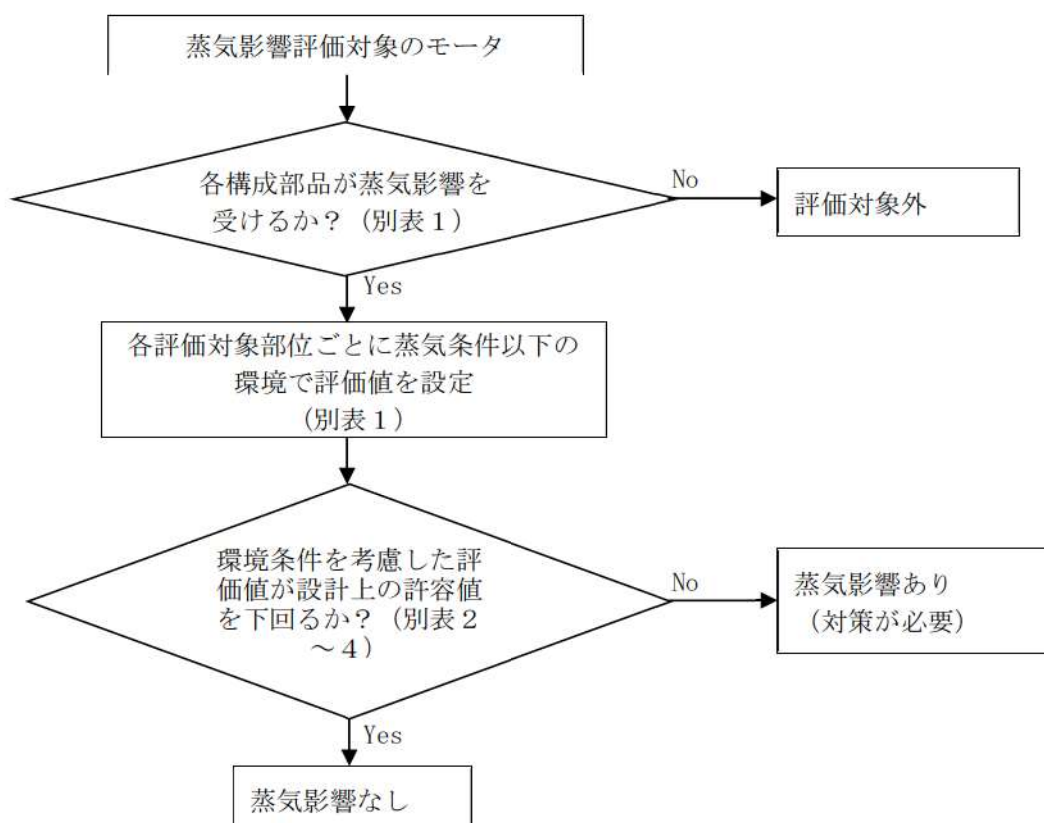 蒸気影響評価対象のモータ
各構成部品が蒸気影響を
受けるか?(別表1)
No
評価対象外
Yes
各評価対象部位ごとに蒸気条件以下の
環境で評価値を設定
(別表1)
環境条件を考慮した評
価値が設計上の許容値
を下回るか?(別表2
~4)
No
蒸気影響あり
(対策が必要)
Yes
蒸気影響なし